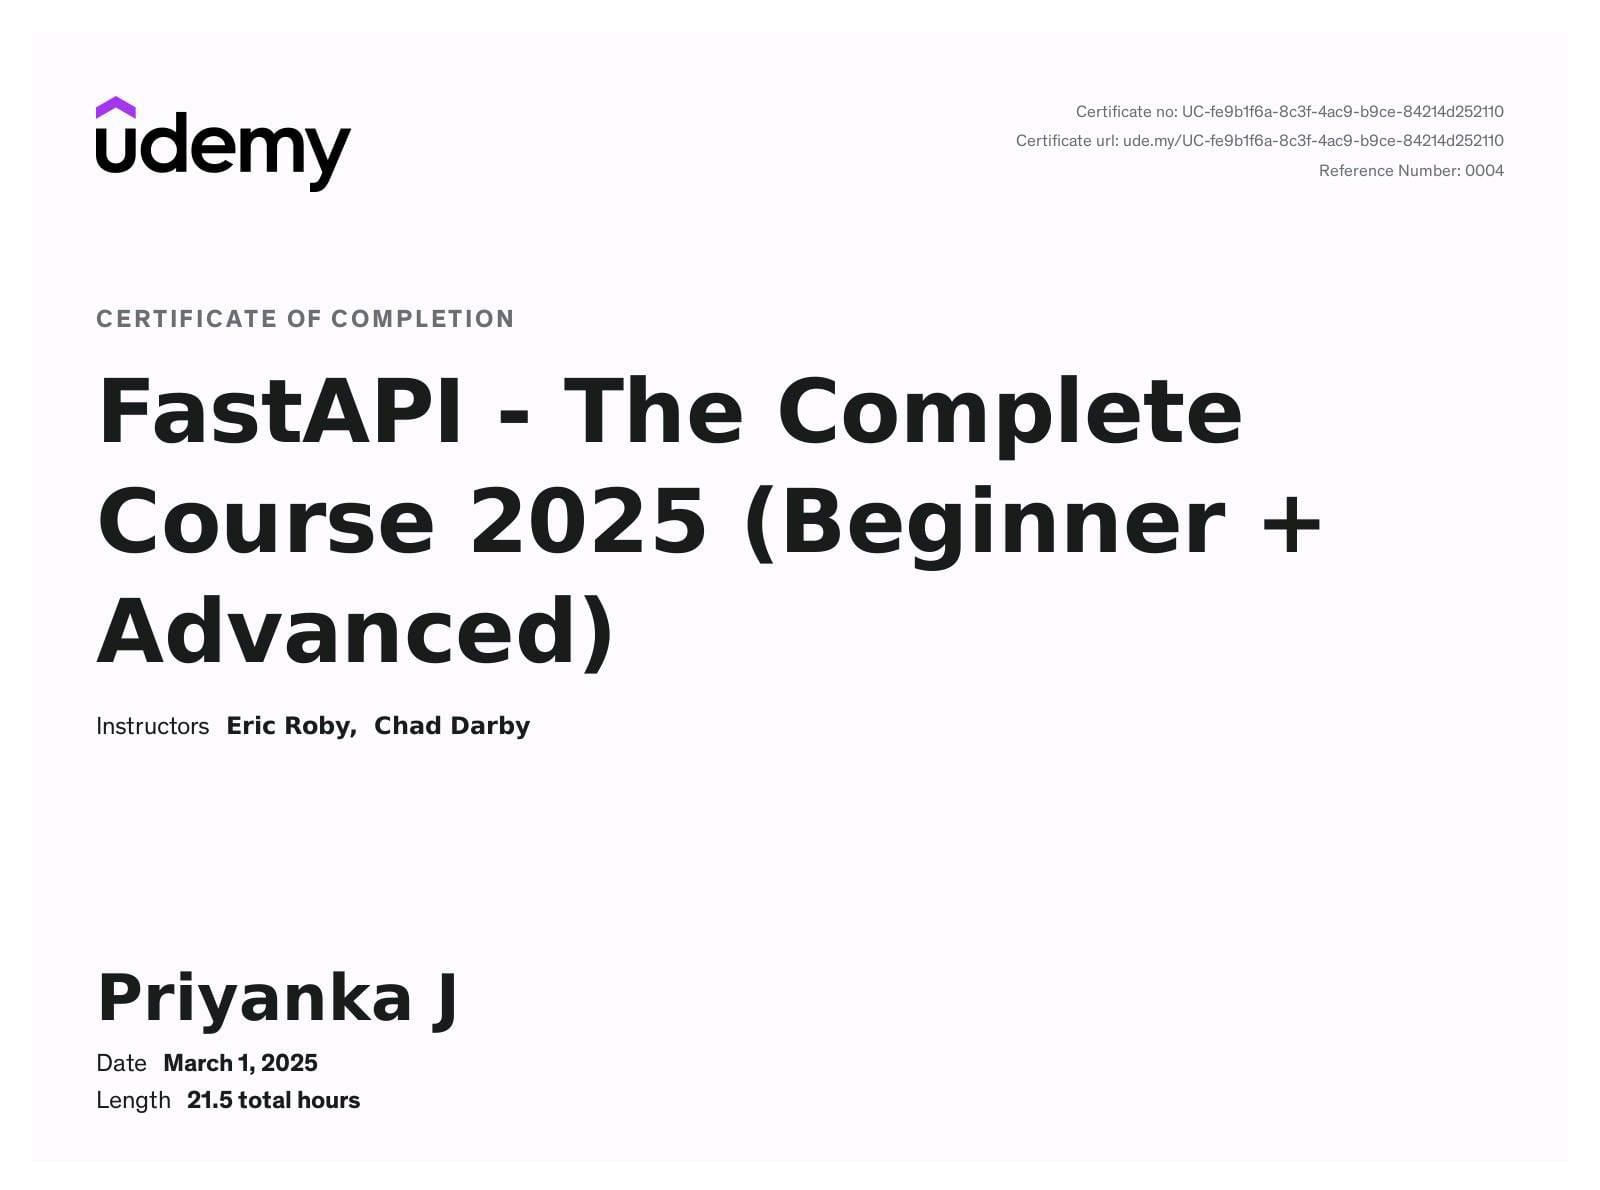 udemy
Certificate no: UC-fe9b1f6a-8c3f-4ac9-b9ce-84214d252110
Certificate url: ude.my/UC-fe9b1f6a-8c3f-4ac9-b9ce-84214d252110
Reference Number: 0004
CERTIFICATE OF COMPLETION
FastAPI - The Complete
Course 2025 (Beginner +
Advanced)
Instructors Eric Roby, Chad Darby
Priyanka J
Date March 1, 2025
Length 21.5 total hours